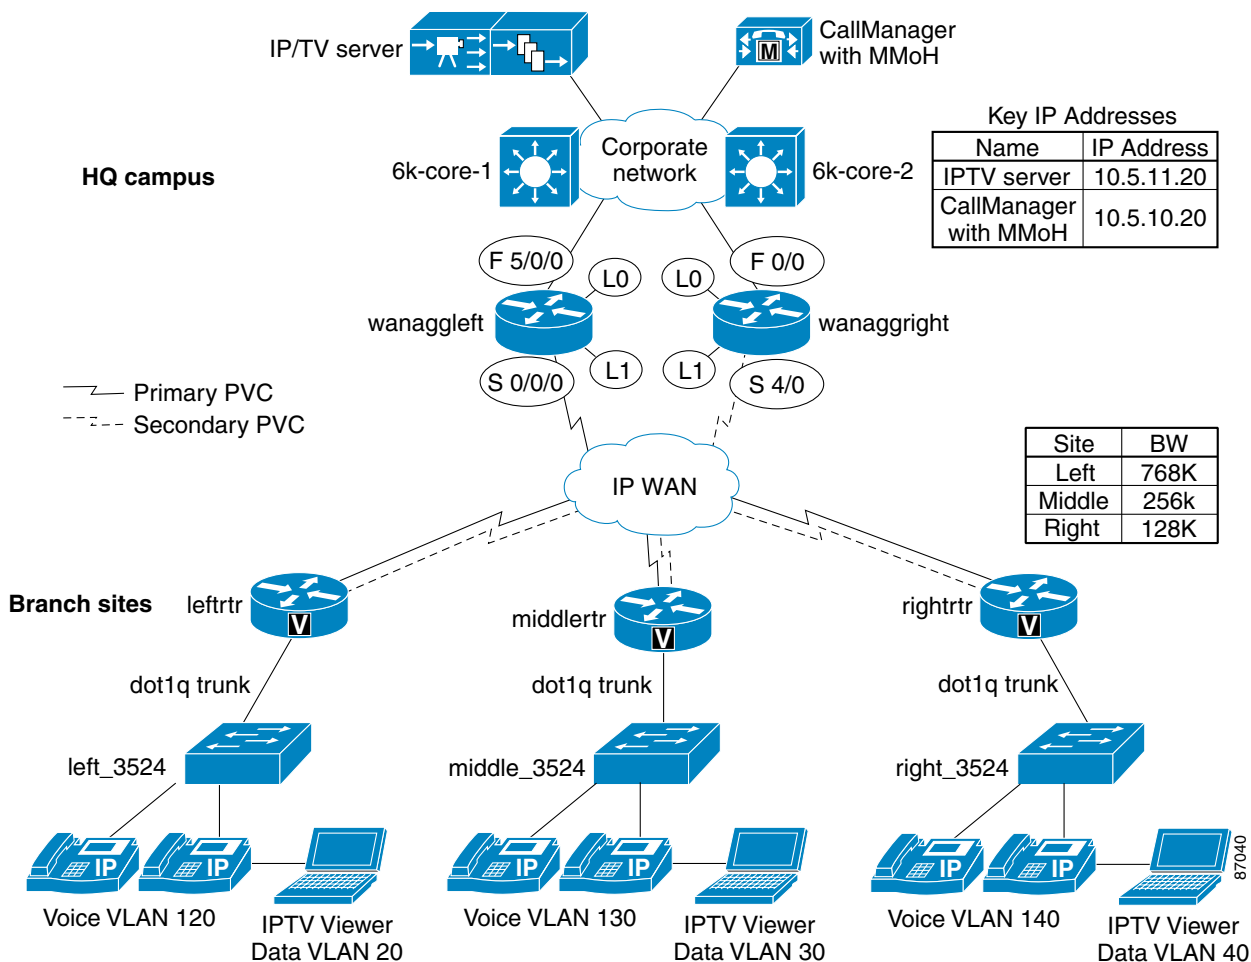 IP/TV server
CallManager
with MMoH
M
Key IP Addresses
Name IP Address
IPTV server 10.5.11.20
CallManager
with MMoH 10.5.10.20
HQ campus
6k-core-1
Corporate
network
6k-core-2
F 5/0/0
L0
L0
F 0/0
wanaggleft
wanaggright
S 0/0/0
L1
L1
S 4/0
Primary PVC
Secondary PVC
IP WAN
Site BW
Left 768K
Middle 256k
Right 128K
Branch sites
leftrtr
V
middlertr
V
rightrtr
V
dot1q trunk
dot1q trunk
dot1q trunk
left_3524
middle_3524
right_3524
IP
IP
IP
IP
IP
IP
87040
Voice VLAN 120
IPTV Viewer
Data VLAN 20
Voice VLAN 130
IPTV Viewer
Data VLAN 30
Voice VLAN 140
IPTV Viewer
Data VLAN 40